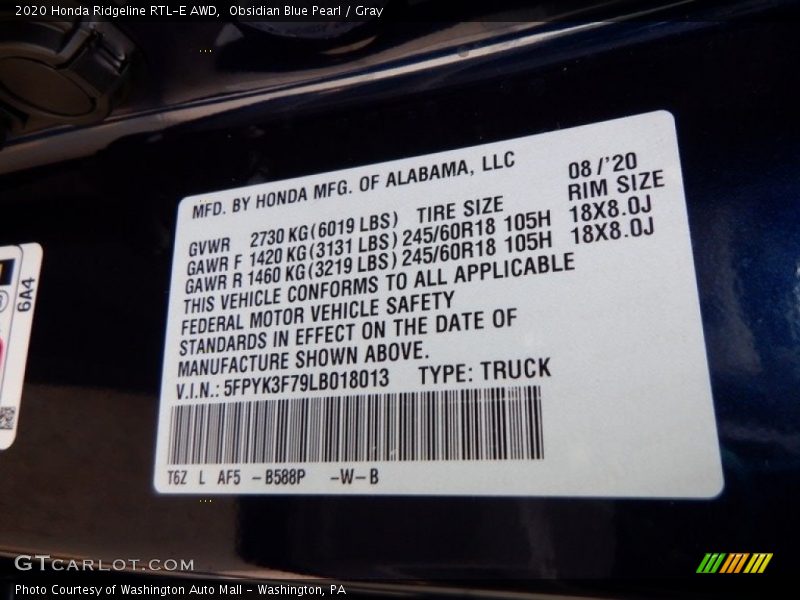 2020 Honda Ridgeline RTL-E AWD,  Obsidian Blue Pearl / Gray
MFD. BY HONDA MFG. OF ALABAMA, LLC 08/'20
GVWR 2730 KG(6019 LBS) TIRE SIZE RIM SIZE
GAWR F 1420 KG(3131 LBS) 245/60R18 105H 18X8.0J
GAWR R 1460 KG(3219 LBS) 245/60R18 105H 18X8.0J
THIS VEHICLE CONFORMS TO ALL APPLICABLE
FEDERAL MOTOR VEHICLE SAFETY
STANDARDS IN EFFECT ON THE DATE OF
MANUFACTURE SHOWN ABOVE.
V.I.N.: 5FPYK3F79LB018013 TYPE: TRUCK
T6Z L AF5 -B588P -W-B
6A4
GTCARLOT.COM
Photo Courtesy of Washington Auto Mall - Washington, PA